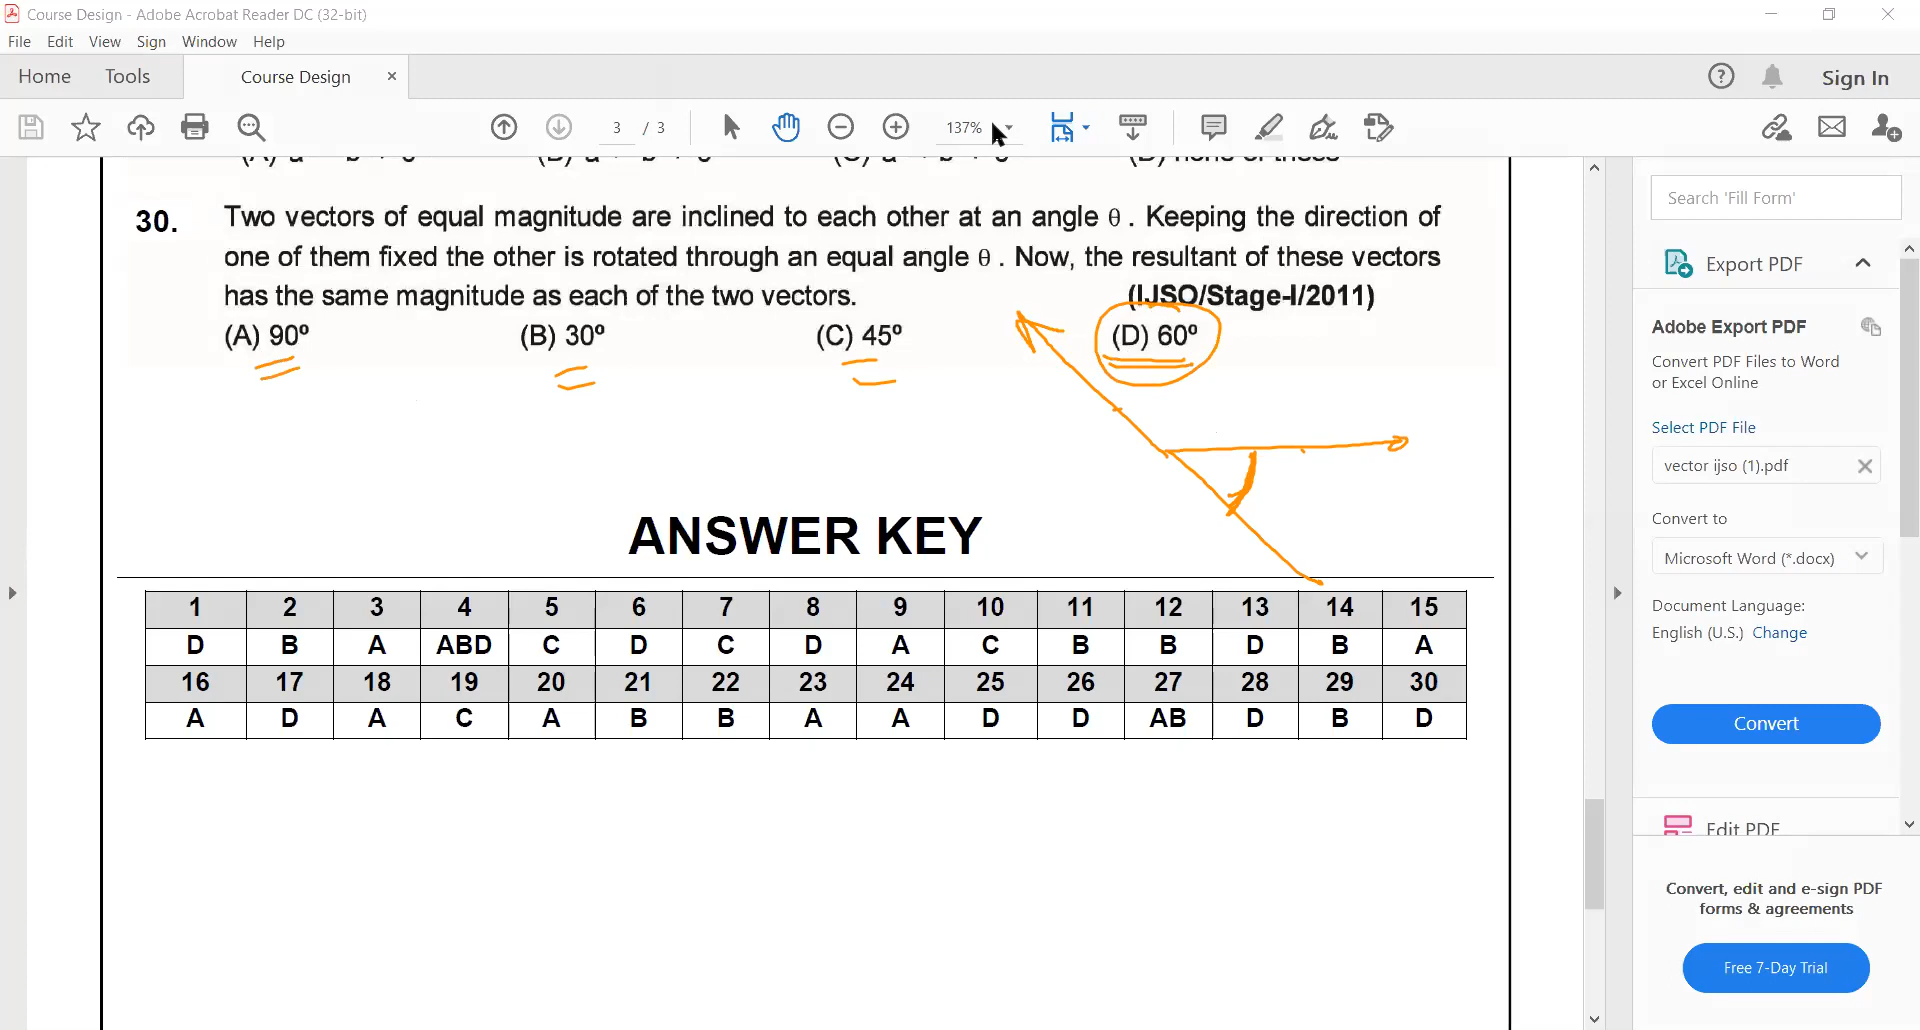 Course Design - Adobe Acrobat Reader DC (32-bit)
File Edit View Sign Window Help
Home Tools Course Design × Sign In
3 / 3 137%
30. Two vectors of equal magnitude are inclined to each other at an angle θ . Keeping the direction of
one of them fixed the other is rotated through an equal angle θ . Now, the resultant of these vectors
has the same magnitude as each of the two vectors. (IJSO/Stage-I/2011)
(A) 90º (B) 30º (C) 45º (D) 60º
ANSWER KEY
1 2 3 4 5 6 7 8 9 10 11 12 13 14 15
D B A ABD C D C D A C B B D B A
16 17 18 19 20 21 22 23 24 25 26 27 28 29 30
A D A C A B B A A D D AB D B D
Search 'Fill Form'
Export PDF
Adobe Export PDF
Convert PDF Files to Word
or Excel Online
Select PDF File
vector ijso (1).pdf
Convert to
Microsoft Word (*.docx)
Document Language:
English (U.S.) Change
Convert
Edit PDF
Convert, edit and e-sign PDF
forms & agreements
Free 7-Day Trial